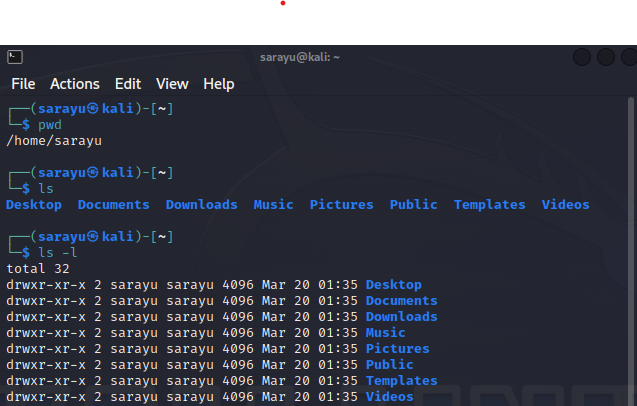 sarayu@kali: ~
File Actions Edit View Help
┌──(sarayu㉿kali)-[~]
└─$ pwd
/home/sarayu
┌──(sarayu㉿kali)-[~]
└─$ ls
Desktop Documents Downloads Music Pictures Public Templates Videos
┌──(sarayu㉿kali)-[~]
└─$ ls -l
total 32
drwxr-xr-x 2 sarayu sarayu 4096 Mar 20 01:35 Desktop
drwxr-xr-x 2 sarayu sarayu 4096 Mar 20 01:35 Documents
drwxr-xr-x 2 sarayu sarayu 4096 Mar 20 01:35 Downloads
drwxr-xr-x 2 sarayu sarayu 4096 Mar 20 01:35 Music
drwxr-xr-x 2 sarayu sarayu 4096 Mar 20 01:35 Pictures
drwxr-xr-x 2 sarayu sarayu 4096 Mar 20 01:35 Public
drwxr-xr-x 2 sarayu sarayu 4096 Mar 20 01:35 Templates
drwxr-xr-x 2 sarayu sarayu 4096 Mar 20 01:35 Videos